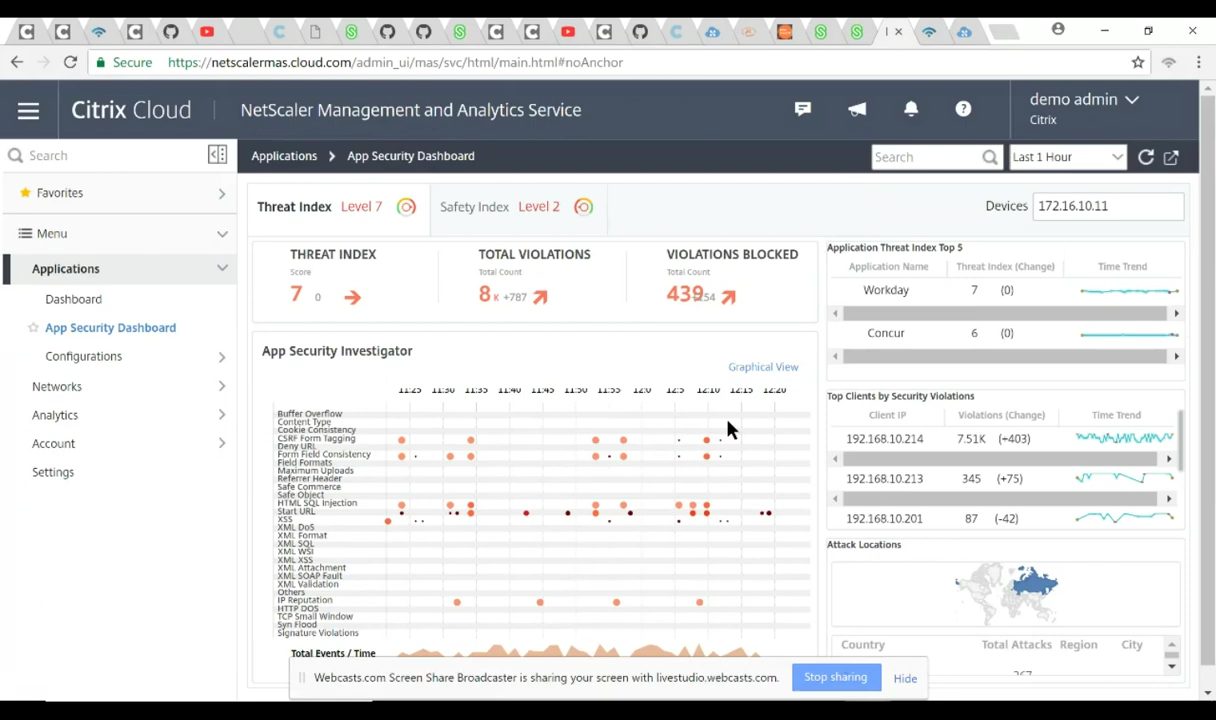 Secure https://netscalermas.cloud.com/admin_ui/mas/svc/html/main.html#noAnchor
Citrix Cloud
NetScaler Management and Analytics Service
demo admin
Citrix
Search
Applications
App Security Dashboard
Search
Last 1 Hour
Favorites
Menu
Applications
Dashboard
App Security Dashboard
Configurations
Networks
Analytics
Account
Settings
Threat Index Level 7
Safety Index Level 2
Devices 172.16.10.11
THREAT INDEX
Score
7 0
TOTAL VIOLATIONS
Total Count
8 K +787
VIOLATIONS BLOCKED
Total Count
439
App Security Investigator
Graphical View
11:25 11:30 11:35 11:40 11:45 11:50 11:55 12:0 12:5 12:10 12:15 12:20
Buffer Overflow
Content Type
Cookie Consistency
CSRF Form Tagging
Deny URL
Form Field Consistency
Field Formats
Maximum Uploads
Referrer Header
Safe Commerce
Safe Object
HTML SQL Injection
Start URL
XSS
XML DoS
XML Format
XML SQL
XML WSI
XML XSS
XML Attachment
XML SOAP Fault
XML Validation
Others
IP Reputation
HTTP DOS
TCP Small Window
Syn Flood
Signature Violations
Total Events / Time
Application Threat Index Top 5
Application Name Threat Index (Change) Time Trend
Workday 7 (0)
Concur 6 (0)
Top Clients by Security Violations
Client IP Violations (Change) Time Trend
192.168.10.214 7.51K (+403)
192.168.10.213 345 (+75)
192.168.10.201 87 (-42)
Attack Locations
Country Total Attacks Region City
Webcasts.com Screen Share Broadcaster is sharing your screen with livestudio.webcasts.com.
Stop sharing
Hide